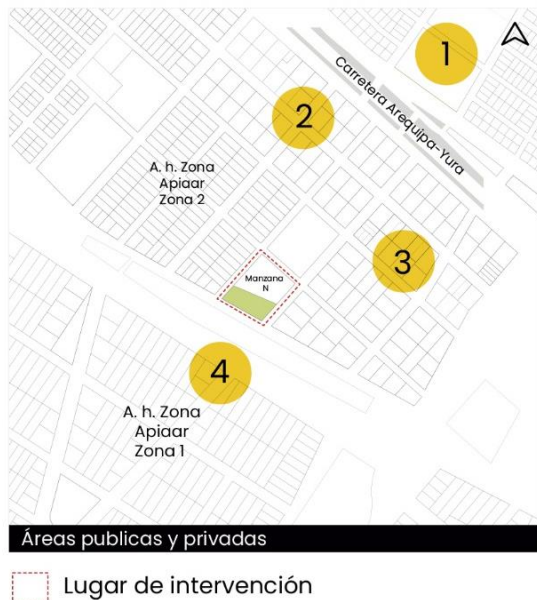 1
Carretera Arequipa-Yura
2
A. h. Zona
Apiaar
Zona 2
3
Manzana
N
4
A. h. Zona
Apiaar
Zona 1
Áreas publicas y privadas
Lugar de intervención